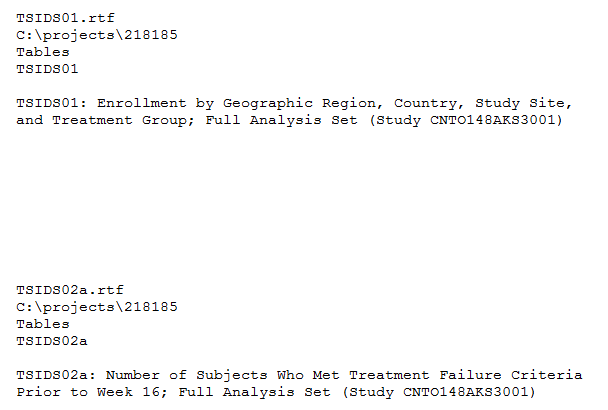 TSIDS01.rtf
C:\projects\218185
Tables
TSIDS01
TSIDS01: Enrollment by Geographic Region, Country, Study Site,
and Treatment Group; Full Analysis Set (Study CNTO148AKS3001)
TSIDS02a.rtf
C:\projects\218185
Tables
TSIDS02a
TSIDS02a: Number of Subjects Who Met Treatment Failure Criteria
Prior to Week 16; Full Analysis Set (Study CNTO148AKS3001)